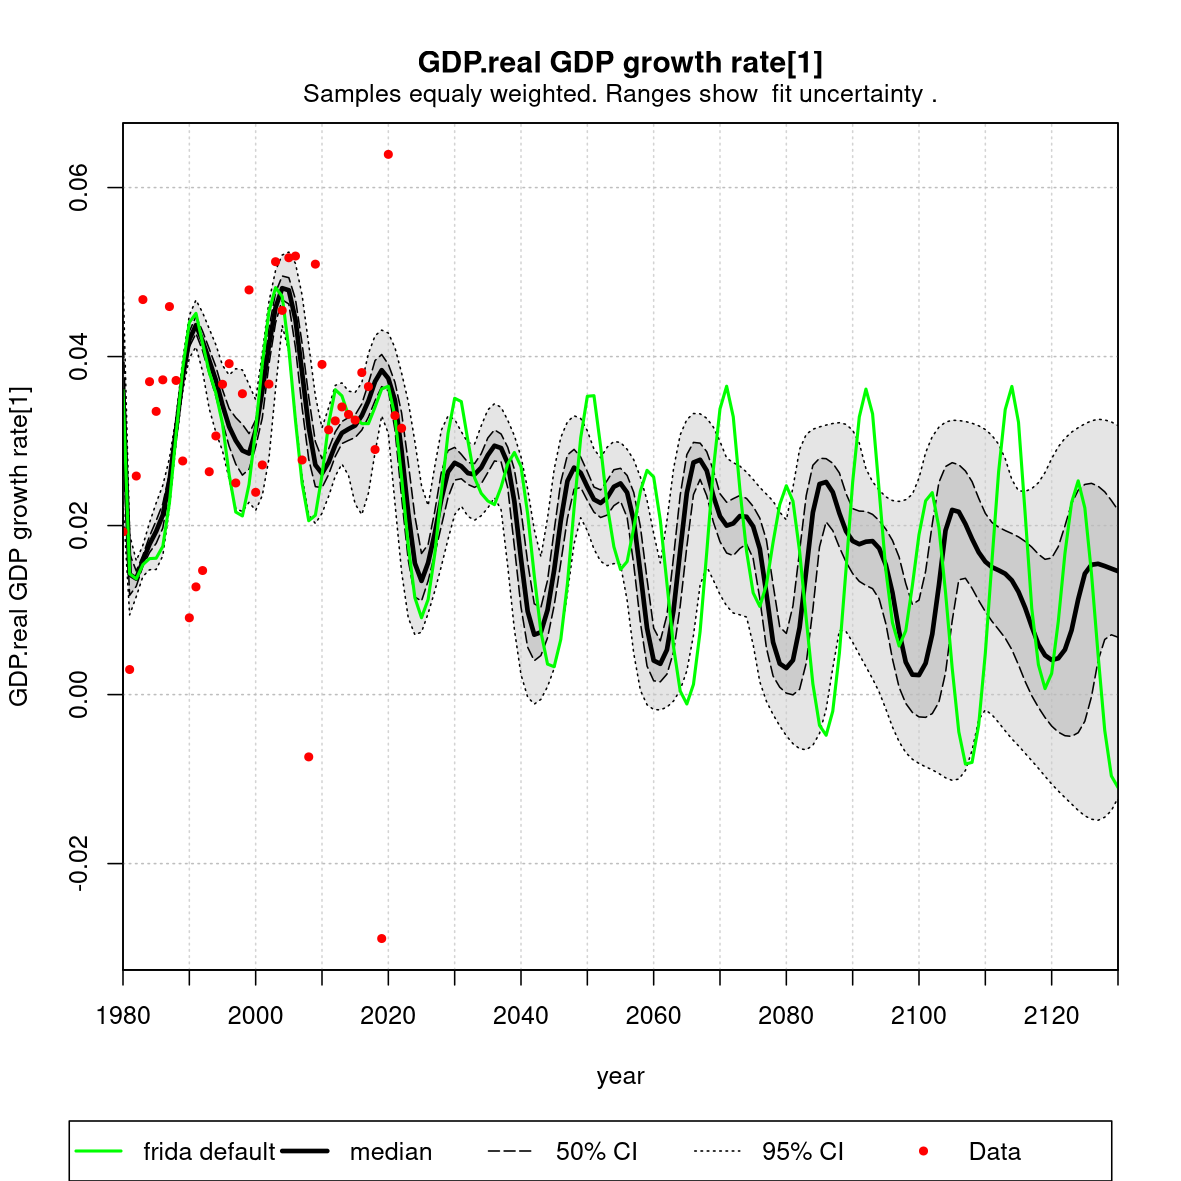 GDP.real GDP growth rate[1]
Samples equaly weighted. Ranges show  fit uncertainty .
GDP.real GDP growth rate[1]
0.06
0.04
0.02
0.00
-0.02
1980 2000 2020 2040 2060 2080 2100 2120
year
frida default median 50% CI 95% CI Data